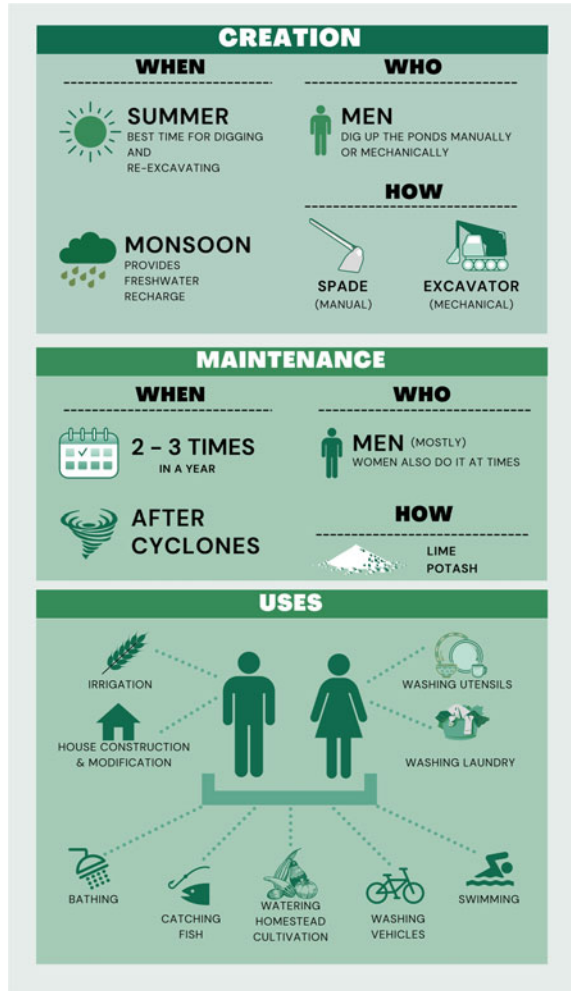 CREATION
WHEN
SUMMER
BEST TIME FOR DIGGING
AND
RE-EXCAVATING
MONSOON
PROVIDES
FRESHWATER
RECHARGE
WHO
MEN
DIG UP THE PONDS MANUALLY
OR MECHANICALLY
HOW
SPADE
(MANUAL)
EXCAVATOR
(MECHANICAL)
MAINTENANCE
WHEN
2 – 3 TIMES
IN A YEAR
AFTER
CYCLONES
WHO
MEN (MOSTLY)
WOMEN ALSO DO IT AT TIMES
HOW
LIME
POTASH
USES
IRRIGATION
HOUSE CONSTRUCTION
& MODIFICATION
WASHING UTENSILS
WASHING LAUNDRY
BATHING
CATCHING
FISH
WATERING
HOMESTEAD
CULTIVATION
WASHING
VEHICLES
SWIMMING